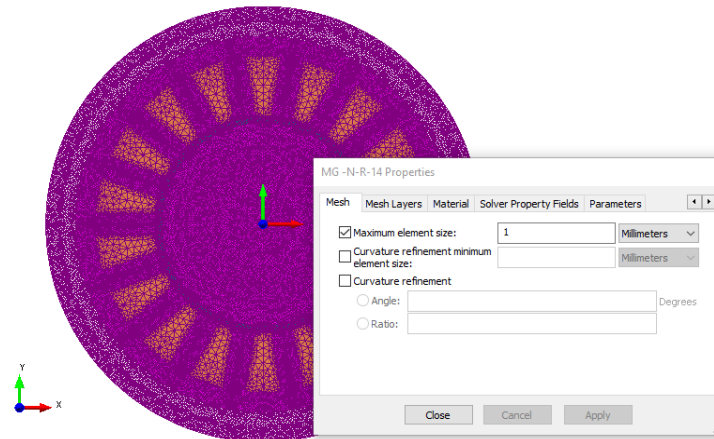 MG -N-R-14 Properties
Mesh Mesh Layers Material Solver Property Fields Parameters
Maximum element size: 1 Millimeters
Curvature refinement minimum
element size: Millimeters
Curvature refinement
Angle: Degrees
Ratio:
Y
X
Close Cancel Apply